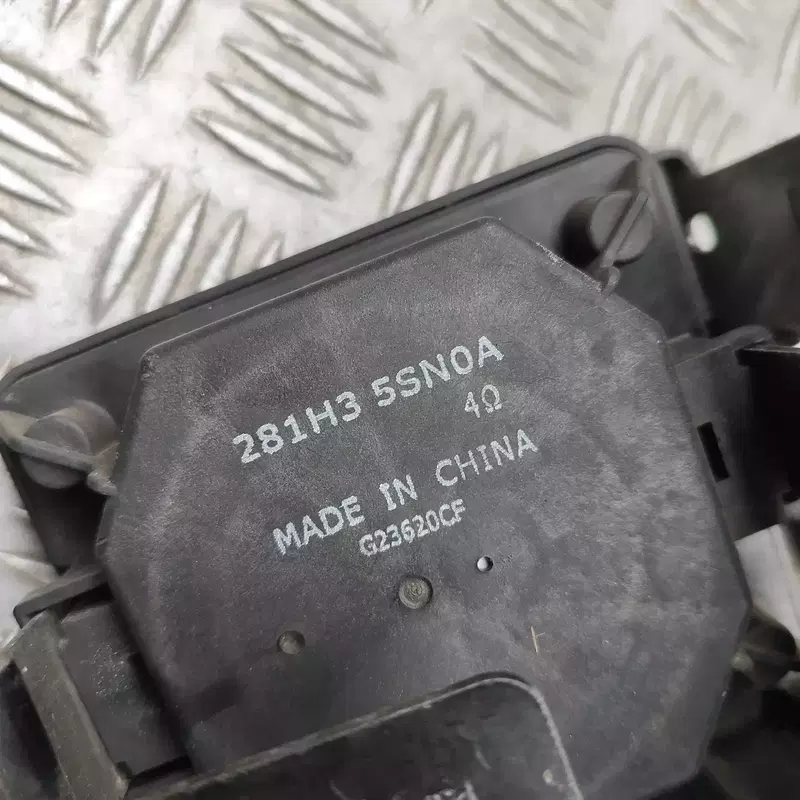 281H3 5SN0A
4Ω
MADE IN CHINA
G23620CF